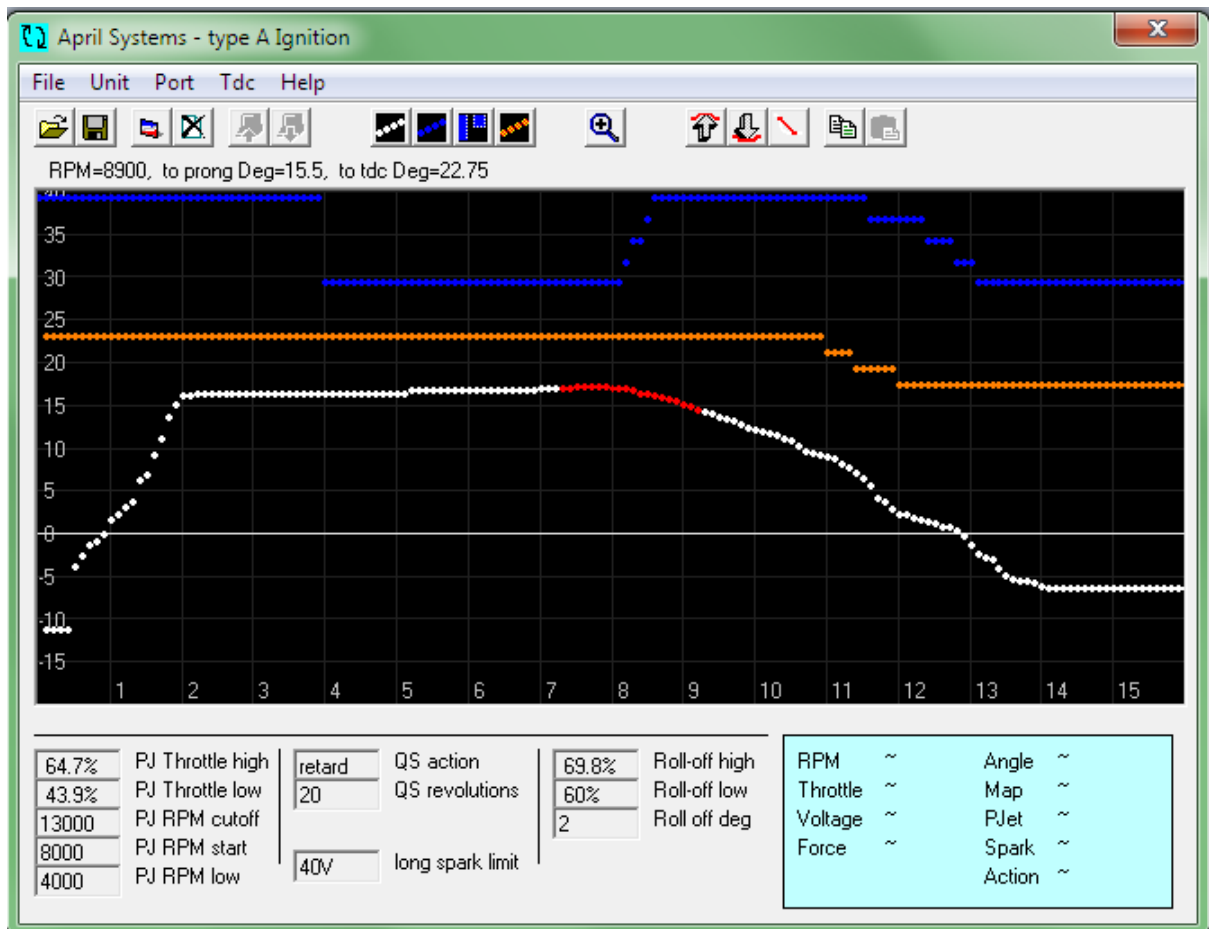 April Systems - type A Ignition
File Unit Port Tdc Help
RPM=8900, to prong Deg=15.5, to tdc Deg=22.75
40
35
30
25
20
15
10
5
0
-5
-10
-15
1 2 3 4 5 6 7 8 9 10 11 12 13 14 15
64.7% PJ Throttle high
43.9% PJ Throttle low
13000 PJ RPM cutoff
8000 PJ RPM start
4000 PJ RPM low
retard QS action
20 QS revolutions
40V long spark limit
69.8% Roll-off high
60% Roll-off low
2 Roll off deg
RPM ~ Angle ~
Throttle ~ Map ~
Voltage ~ PJet ~
Force ~ Spark ~
Action ~